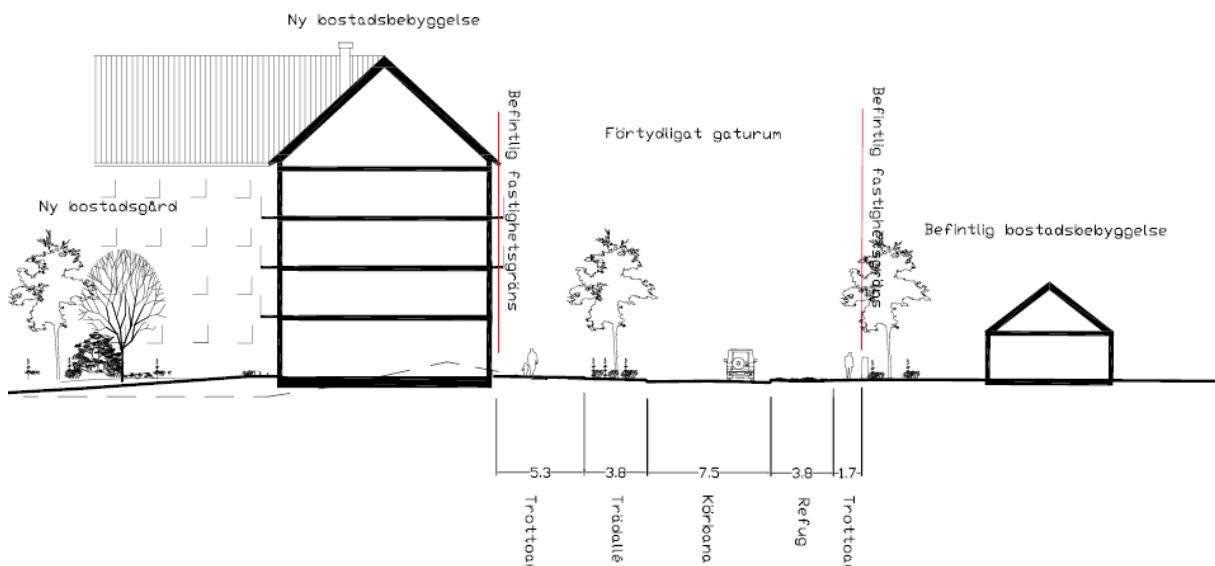 Ny bostadsbebyggelse
Befintlig fastighetsgräns
Befintlig fastighetsgräns
Förtydligat gaturum
Ny bostadsgård
Befintlig bostadsbebyggelse
5.3
3.8
7.5
3.8
1.7
Trottoar
Trädallé
Körbana
Refug
Trottoar